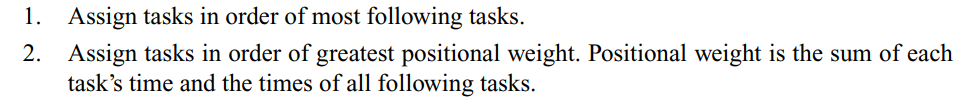 1. Assign tasks in order of most following tasks.
2. Assign tasks in order of greatest positional weight. Positional weight is the sum of each
task’s time and the times of all following tasks.